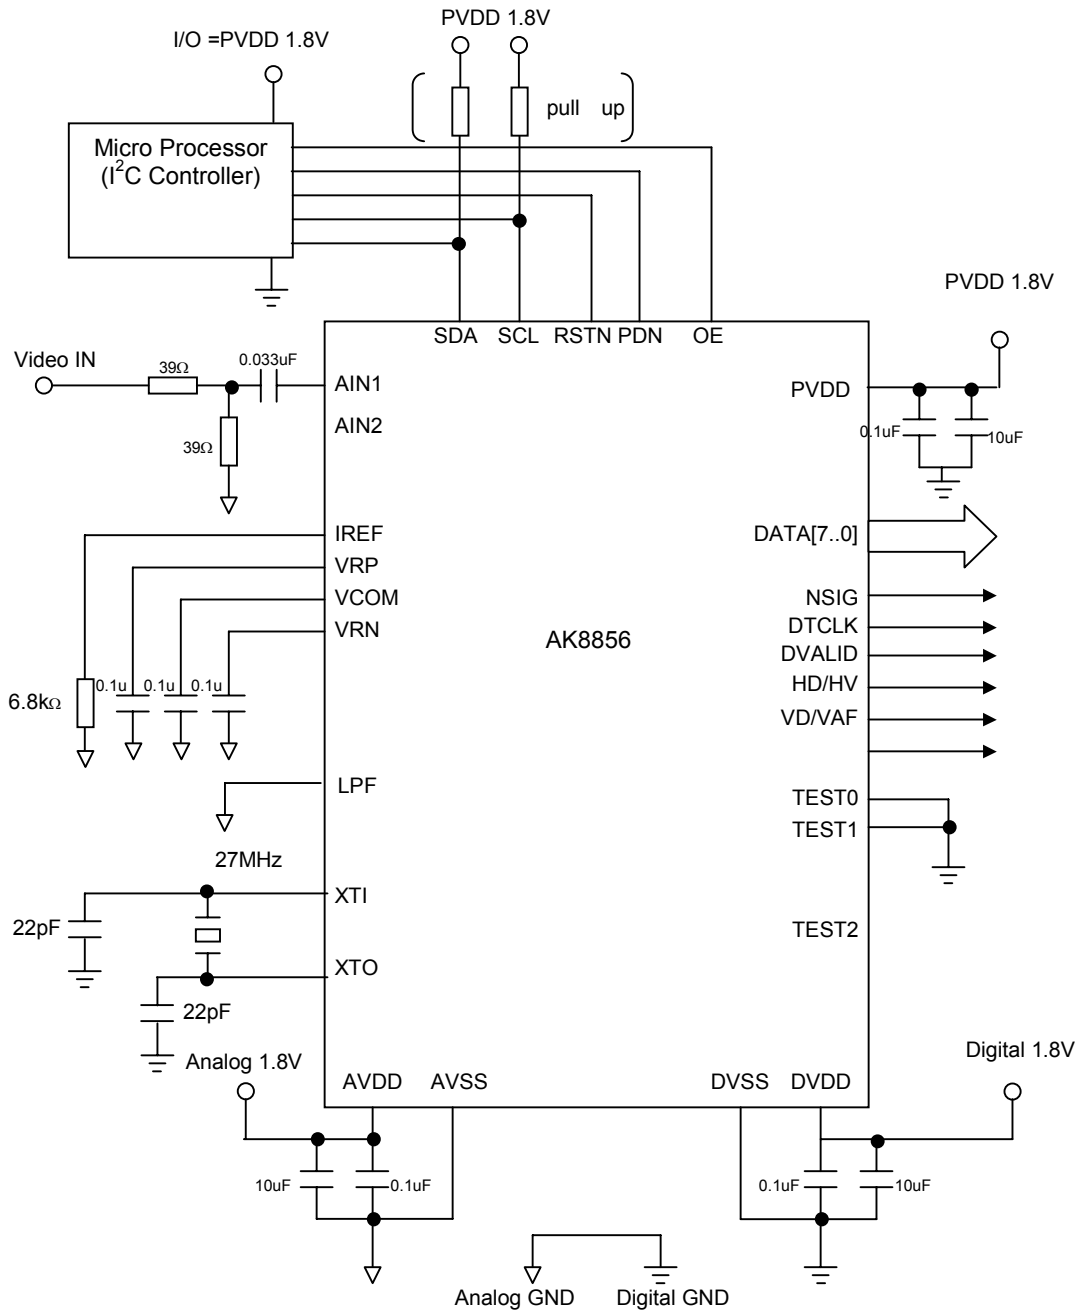 PVDD 1.8V
I/O =PVDD 1.8V
pull up
Micro Processor
(I²C Controller)
PVDD 1.8V
SDA SCL RSTN PDN OE
Video IN
39Ω
0.033uF
AIN1
PVDD
AIN2
39Ω
0.1uF
10uF
IREF
DATA[7..0]
VRP
VCOM
NSIG
VRN
DTCLK
AK8856
DVALID
HD/HV
6.8kΩ
0.1u
0.1u
0.1u
VD/VAF
LPF
TEST0
TEST1
27MHz
XTI
22pF
TEST2
XTO
22pF
Analog 1.8V
Digital 1.8V
AVDD AVSS
DVSS DVDD
10uF
0.1uF
0.1uF
10uF
Analog GND
Digital GND